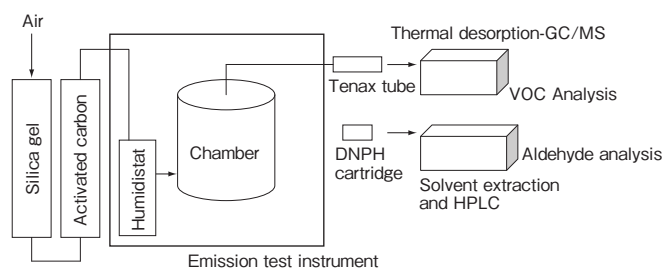 Air
Silica gel
Activated carbon
Humidistat
Chamber
Emission test instrument
Tenax tube
Thermal desorption-GC/MS
VOC Analysis
DNPH
cartridge
Aldehyde analysis
Solvent extraction
and HPLC